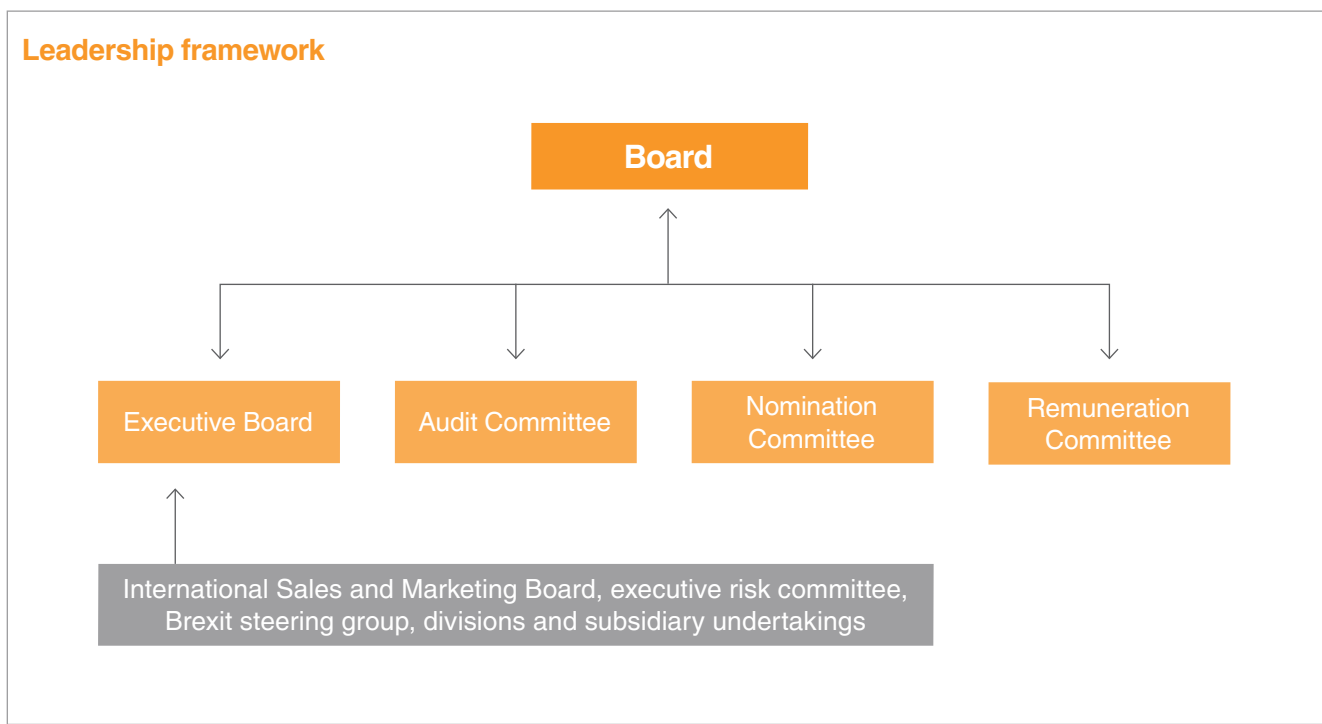 Leadership framework
Board
Executive Board
Audit Committee
Nomination
Committee
Remuneration
Committee
International Sales and Marketing Board, executive risk committee,
Brexit steering group, divisions and subsidiary undertakings